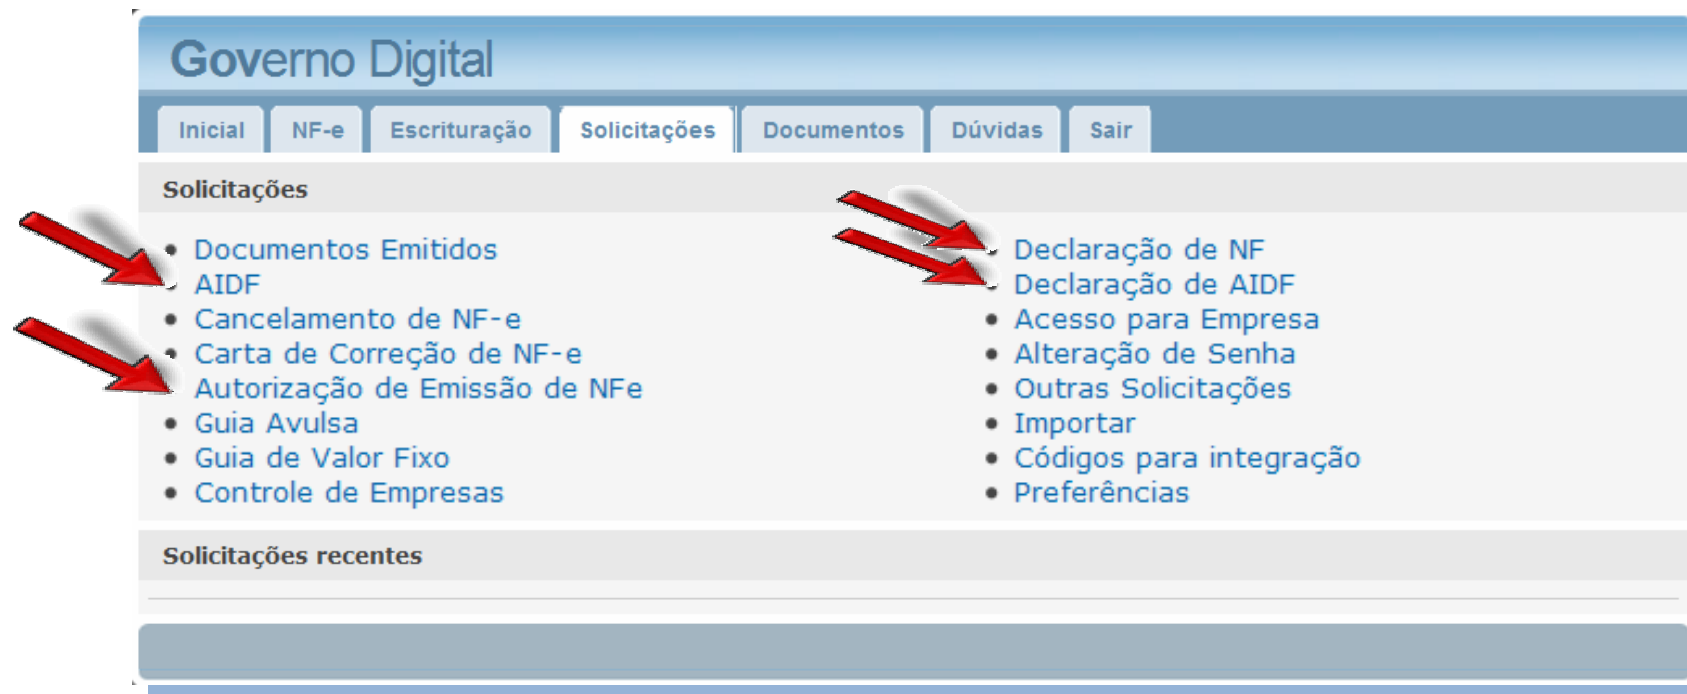 Governo Digital
Inicial NF-e Escrituração Solicitações Documentos Dúvidas Sair
Solicitações
Documentos Emitidos
AIDF
Cancelamento de NF-e
Carta de Correção de NF-e
Autorização de Emissão de NFe
Guia Avulsa
Guia de Valor Fixo
Controle de Empresas
Declaração de NF
Declaração de AIDF
Acesso para Empresa
Alteração de Senha
Outras Solicitações
Importar
Códigos para integração
Preferências
Solicitações recentes